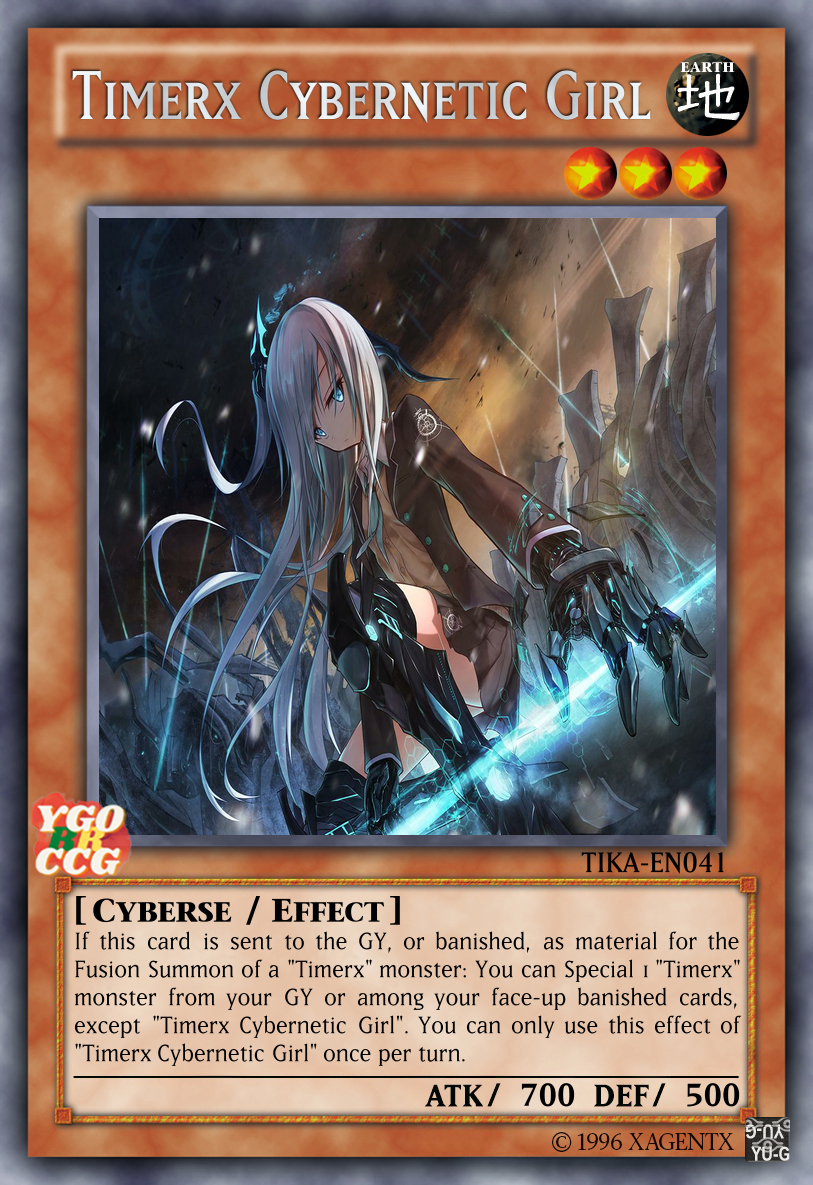 Timerx Cybernetic Girl
EARTH
地
YGO
BR
CCG
TIKA-EN041
[ Cyberse / Effect ]
If this card is sent to the GY, or banished, as material for the
Fusion Summon of a "Timerx" monster: You can Special 1 "Timerx"
monster from your GY or among your face-up banished cards,
except "Timerx Cybernetic Girl". You can only use this effect of
"Timerx Cybernetic Girl" once per turn.
ATK/ 700 DEF/ 500
© 1996 XAGENTX
YU-G